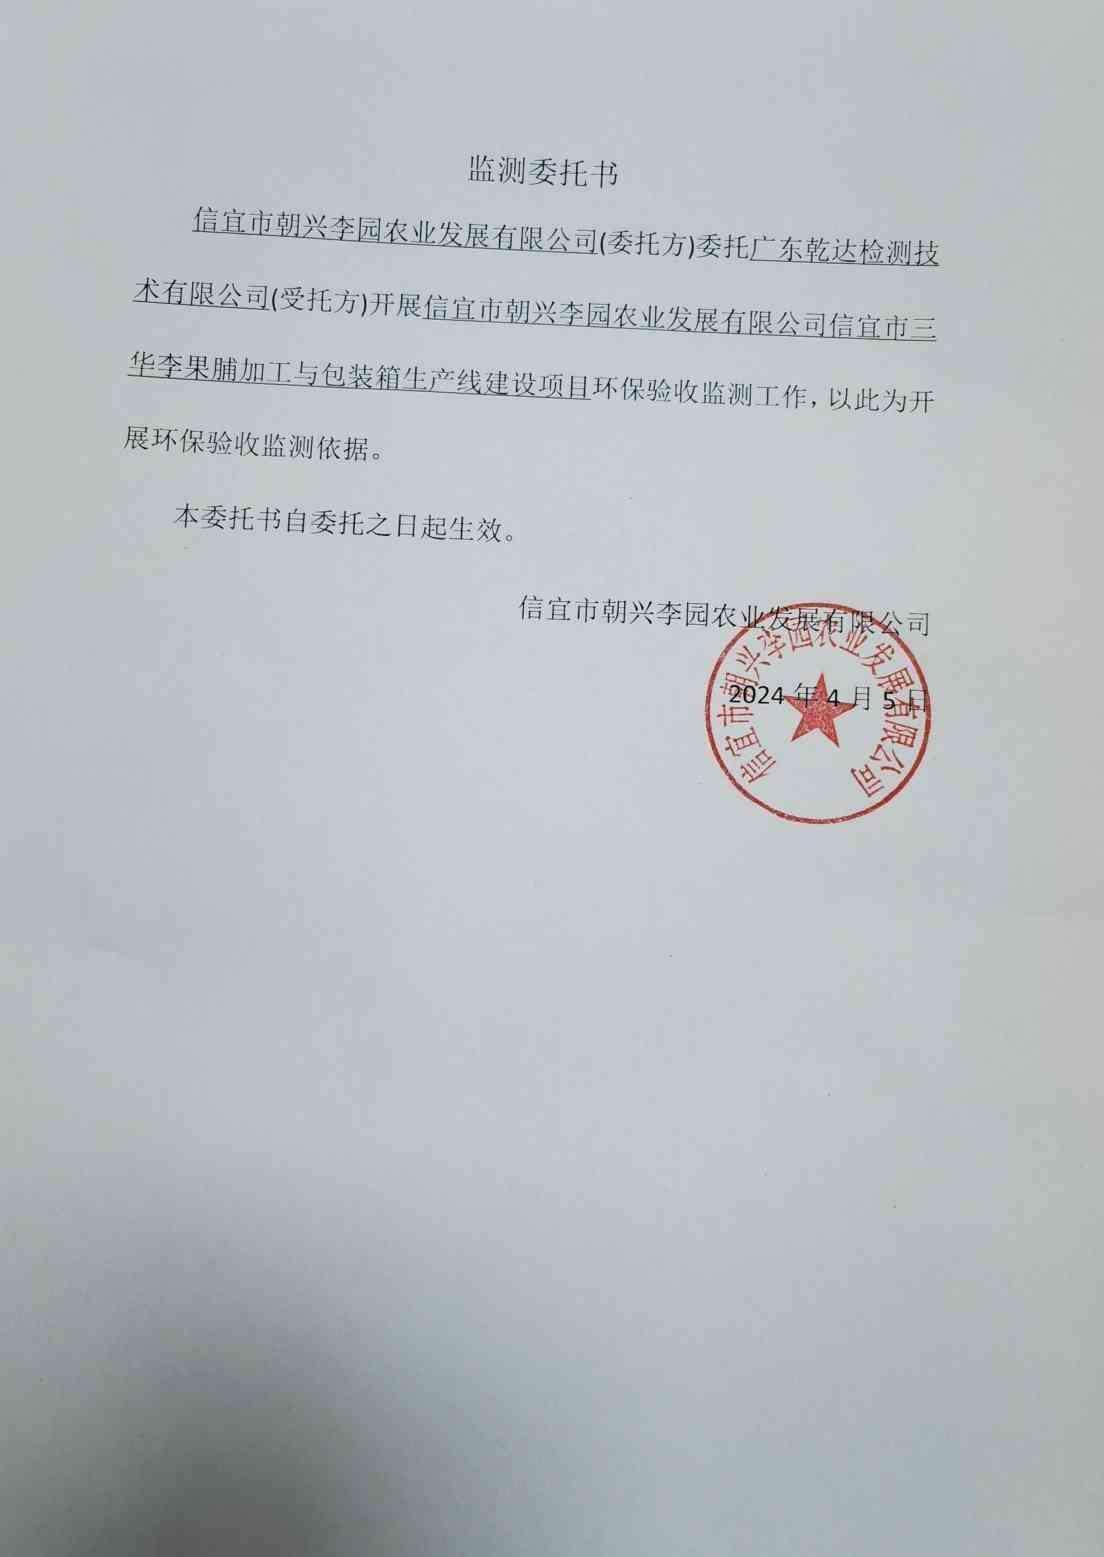 监测委托书
信宜市朝兴李园农业发展有限公司(委托方)委托广东乾达检测技
术有限公司(受托方)开展信宜市朝兴李园农业发展有限公司信宜市三
华李果脯加工与包装箱生产线建设项目环保验收监测工作，以此为开
展环保验收监测依据。
本委托书自委托之日起生效。
信宜市朝兴李园农业发展有限公司
2024 年 4 月 5 日
信宜市朝兴李园农业发展有限公司